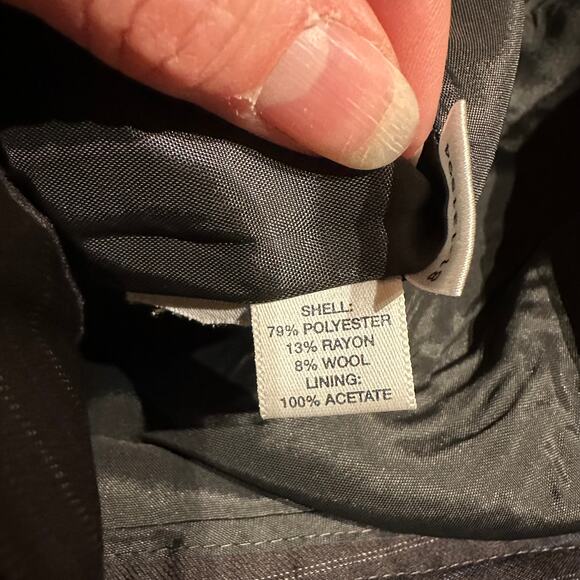 SHELL:
79% POLYESTER
13% RAYON
8% WOOL
LINING:
100% ACETATE